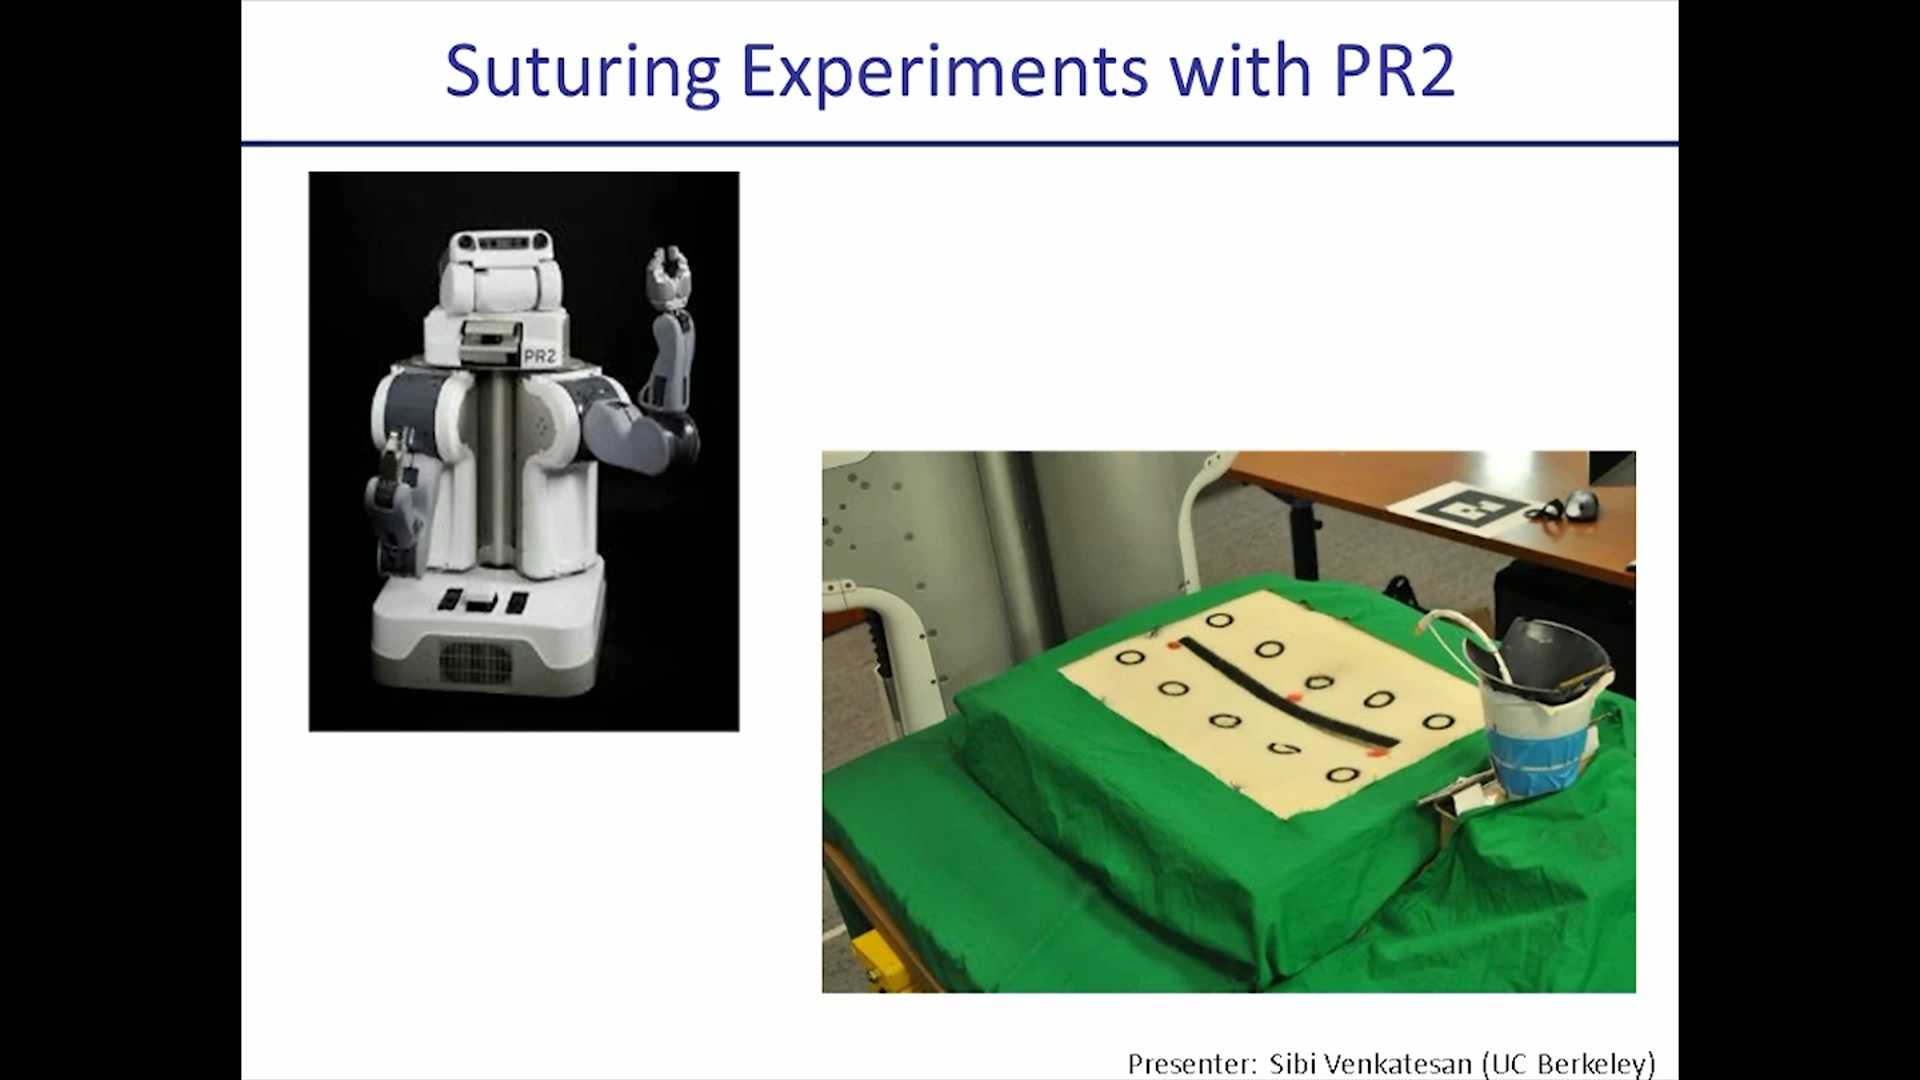 Suturing Experiments with PR2
PR2
Presenter: Sibi Venkatesan (UC Berkeley)